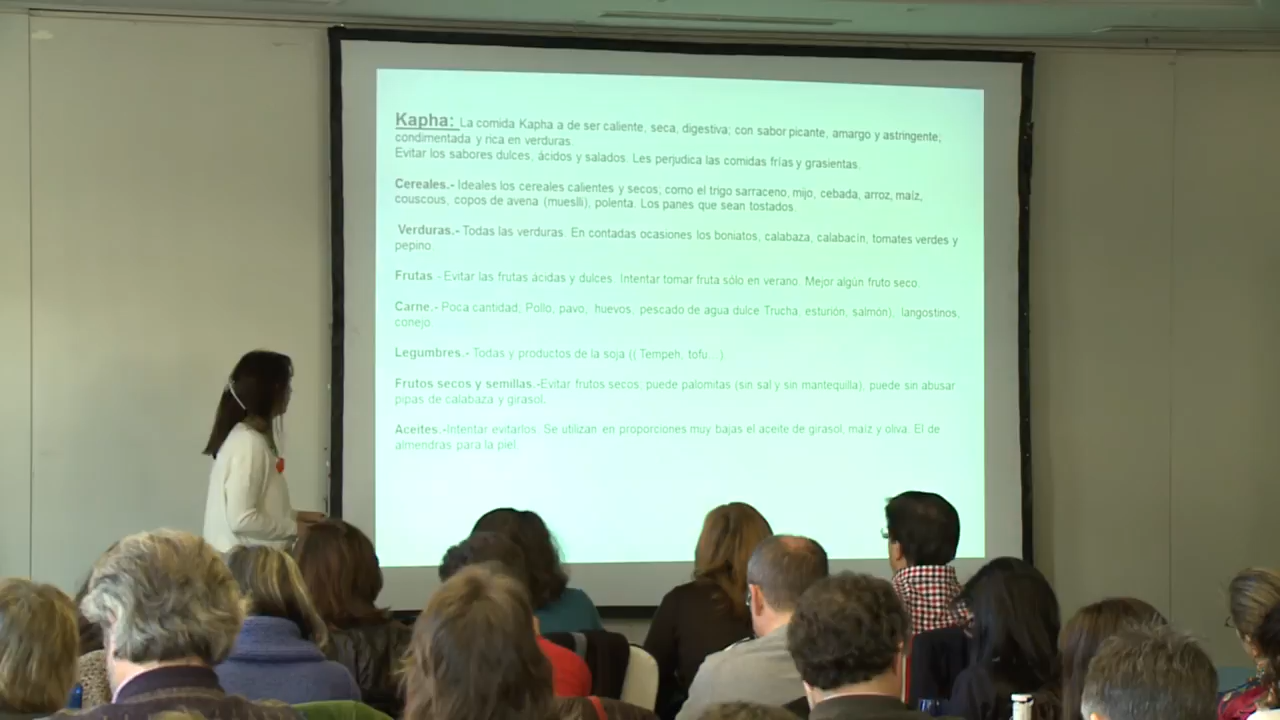 Kapha: La comida Kapha a de ser caliente, seca, digestiva; con sabor picante, amargo y astringente;
condimentada y rica en verduras.
Evitar los sabores dulces, ácidos y salados. Les perjudica las comidas frías y grasientas.
Cereales.- Ideales los cereales calientes y secos; como el trigo sarraceno, mijo, cebada, arroz, maíz,
couscous, copos de avena (mueslli), polenta. Los panes que sean tostados.
Verduras.- Todas las verduras. En contadas ocasiones los boniatos, calabaza, calabacín, tomates verdes y
pepino.
Frutas.- Evitar las frutas ácidas y dulces. Intentar tomar fruta sólo en verano. Mejor algún fruto seco.
Carne.- Poca cantidad, Pollo, pavo, huevos, pescado de agua dulce Trucha, esturión, salmón), langostinos,
conejo.
Legumbres.- Todas y productos de la soja (( Tempeh, tofu...)
Frutos secos y semillas.-Evitar frutos secos, puede palomitas (sin sal y sin mantequilla), puede sin abusar
pipas de calabaza y girasol.
Aceites.-Intentar evitarlos. Se utilizan en proporciones muy bajas el aceite de girasol, maíz y oliva. El de
almendras para la piel.